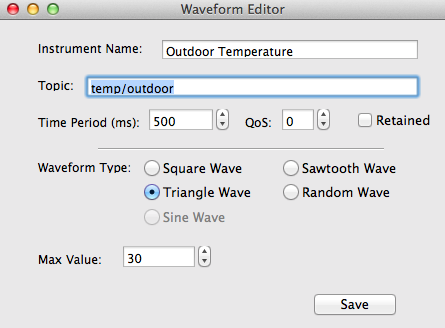 Waveform Editor
Instrument Name: Outdoor Temperature
Topic: temp/outdoor
Time Period (ms): 500 QoS: 0 Retained
Waveform Type: Square Wave Sawtooth Wave
Triangle Wave Random Wave
Sine Wave
Max Value: 30
Save